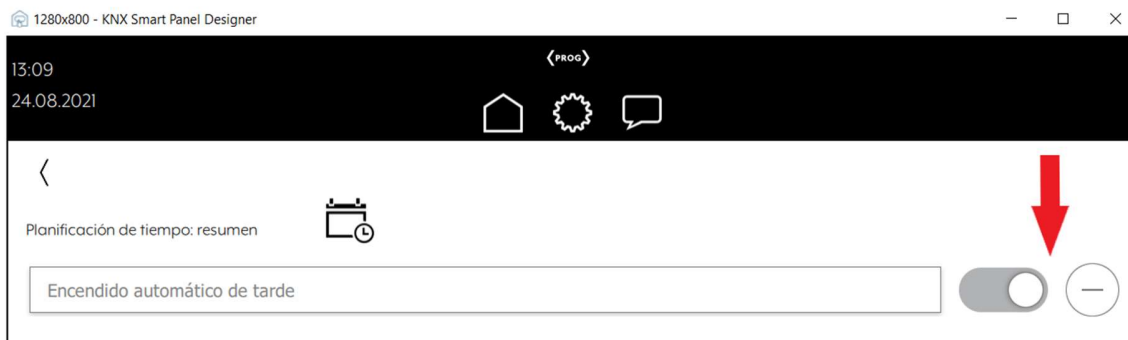 1280x800 - KNX Smart Panel Designer
13:09
24.08.2021
⟨PROG⟩
Planificación de tiempo: resumen
Encendido automático de tarde